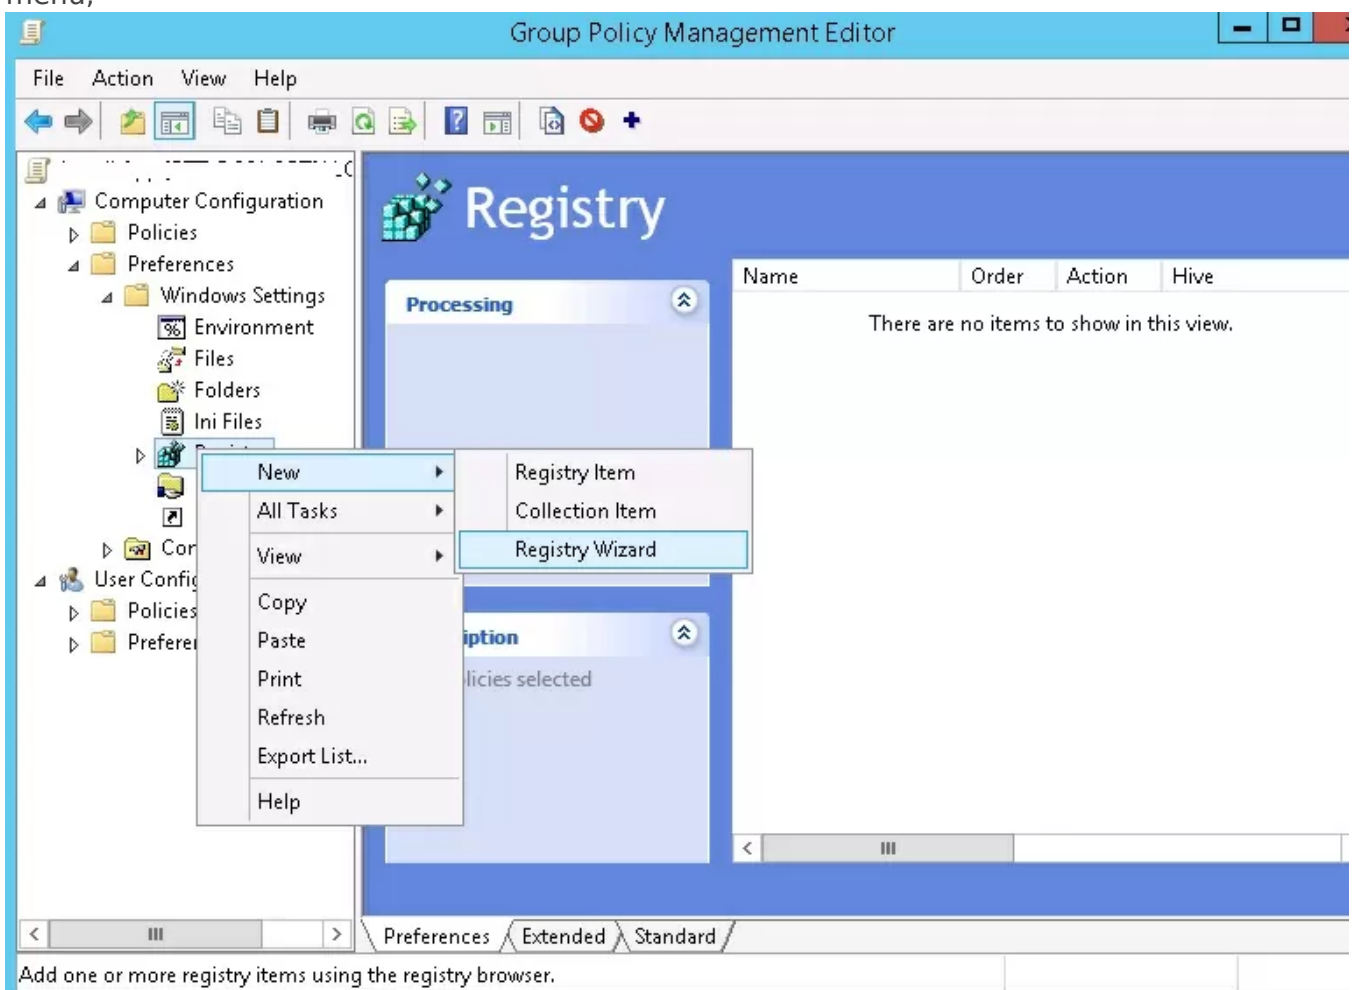 menu;
Group Policy Management Editor
File Action View Help
Computer Configuration
Policies
Preferences
Windows Settings
Environment
Files
Folders
Ini Files
User Config
Policies
Prefere
New
All Tasks
View
Copy
Paste
Print
Refresh
Export List...
Help
Registry Item
Collection Item
Registry Wizard
Registry
Processing
Name Order Action Hive
There are no items to show in this view.
iption
licies selected
Preferences Extended Standard
Add one or more registry items using the registry browser.